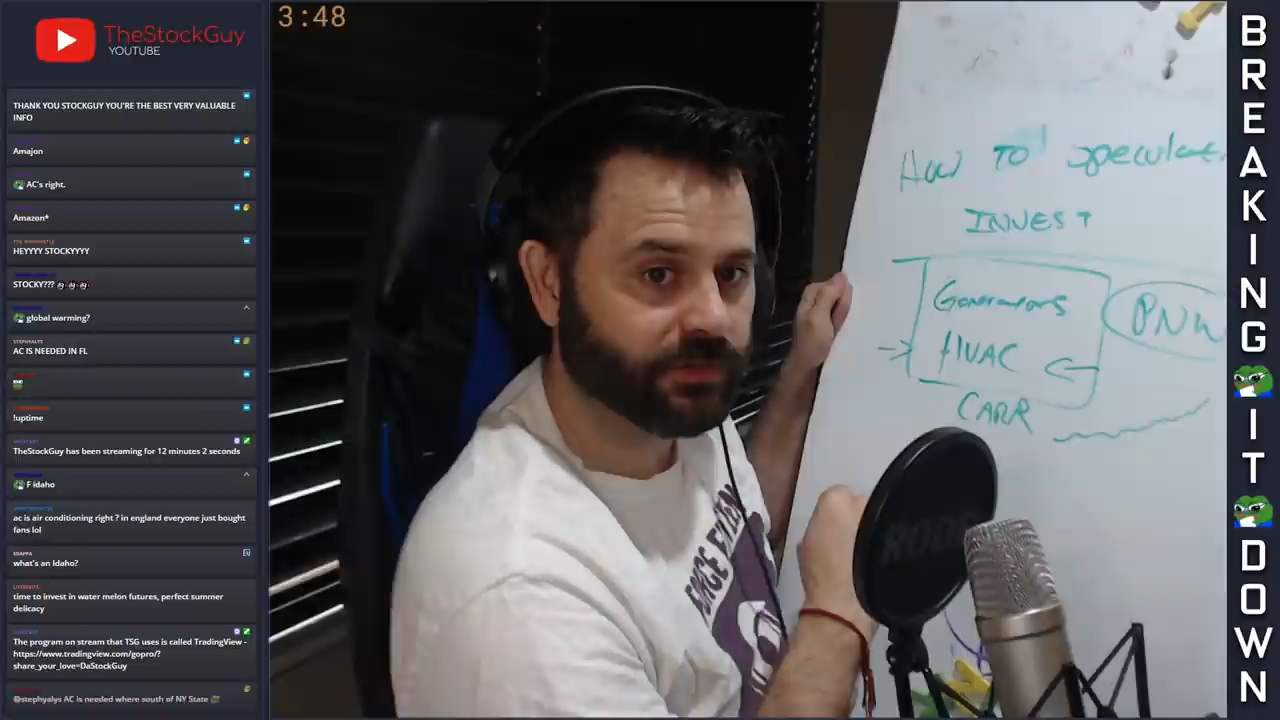 TheStockGuy
YOUTUBE
THANK YOU STOCKGUY YOU'RE THE BEST VERY VALUABLE
INFO
Amajon
AC's right.
Amazon*
HEYYYY STOCKYYYY
STOCKY???
global warming?
STEPHYALYS
AC IS NEEDED IN FL
!uptime
TheStockGuy has been streaming for 12 minutes 2 seconds
F idaho
ac is air conditioning right ? in england everyone just bought
fans lol
EDAPPA
what's an Idaho?
time to invest in water melon futures, perfect summer
delicacy
The program on stream that TSG uses is called TradingView -
https://www.tradingview.com/gopro/?
share_your_love=DaStockGuy
@stephyalys AC is needed where south of NY State
3:48
How To speculate
INVEST
Generators
PNW
HVAC
CARR
RODE
BREAKING IT DOWN